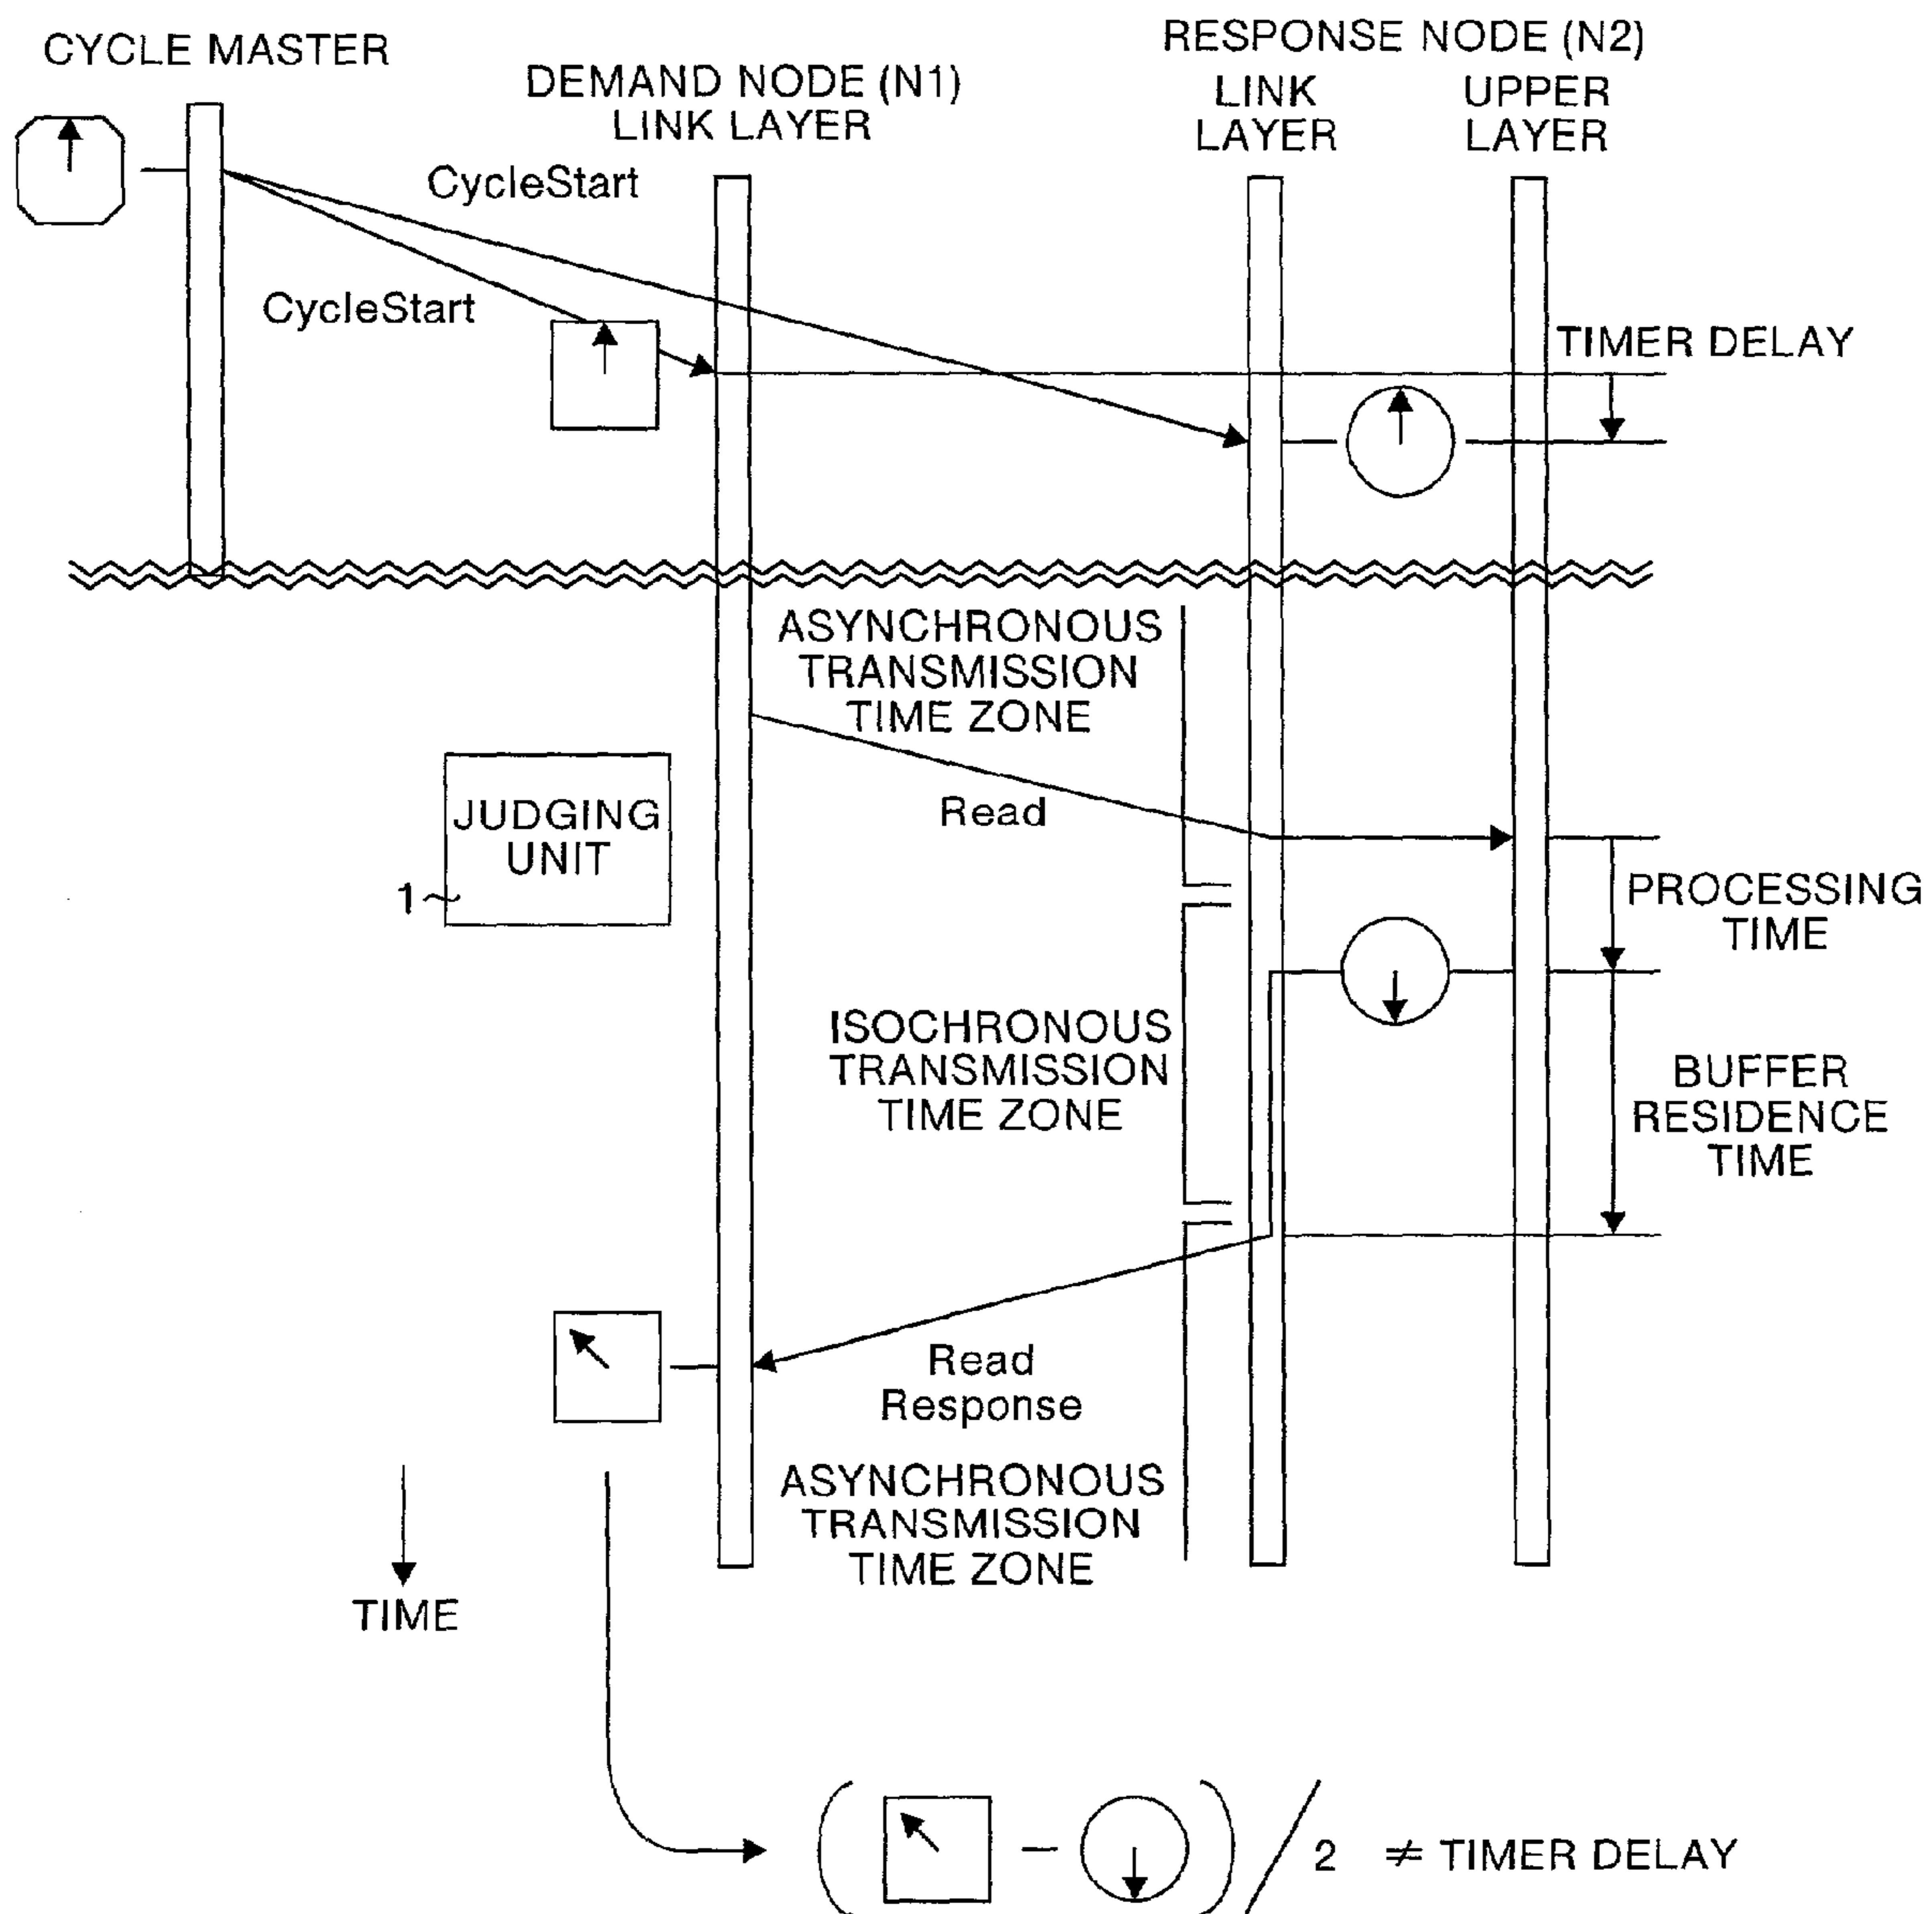 CYCLE MASTER
DEMAND NODE (N1)
LINK LAYER
RESPONSE NODE (N2)
LINK
LAYER
UPPER
LAYER
CycleStart
CycleStart
TIMER DELAY
ASYNCHRONOUS
TRANSMISSION
TIME ZONE
JUDGING
UNIT
1~
Read
PROCESSING
TIME
ISOCHRONOUS
TRANSMISSION
TIME ZONE
BUFFER
RESIDENCE
TIME
Read
Response
ASYNCHRONOUS
TRANSMISSION
TIME ZONE
TIME
( − ) / 2 ≠ TIMER DELAY